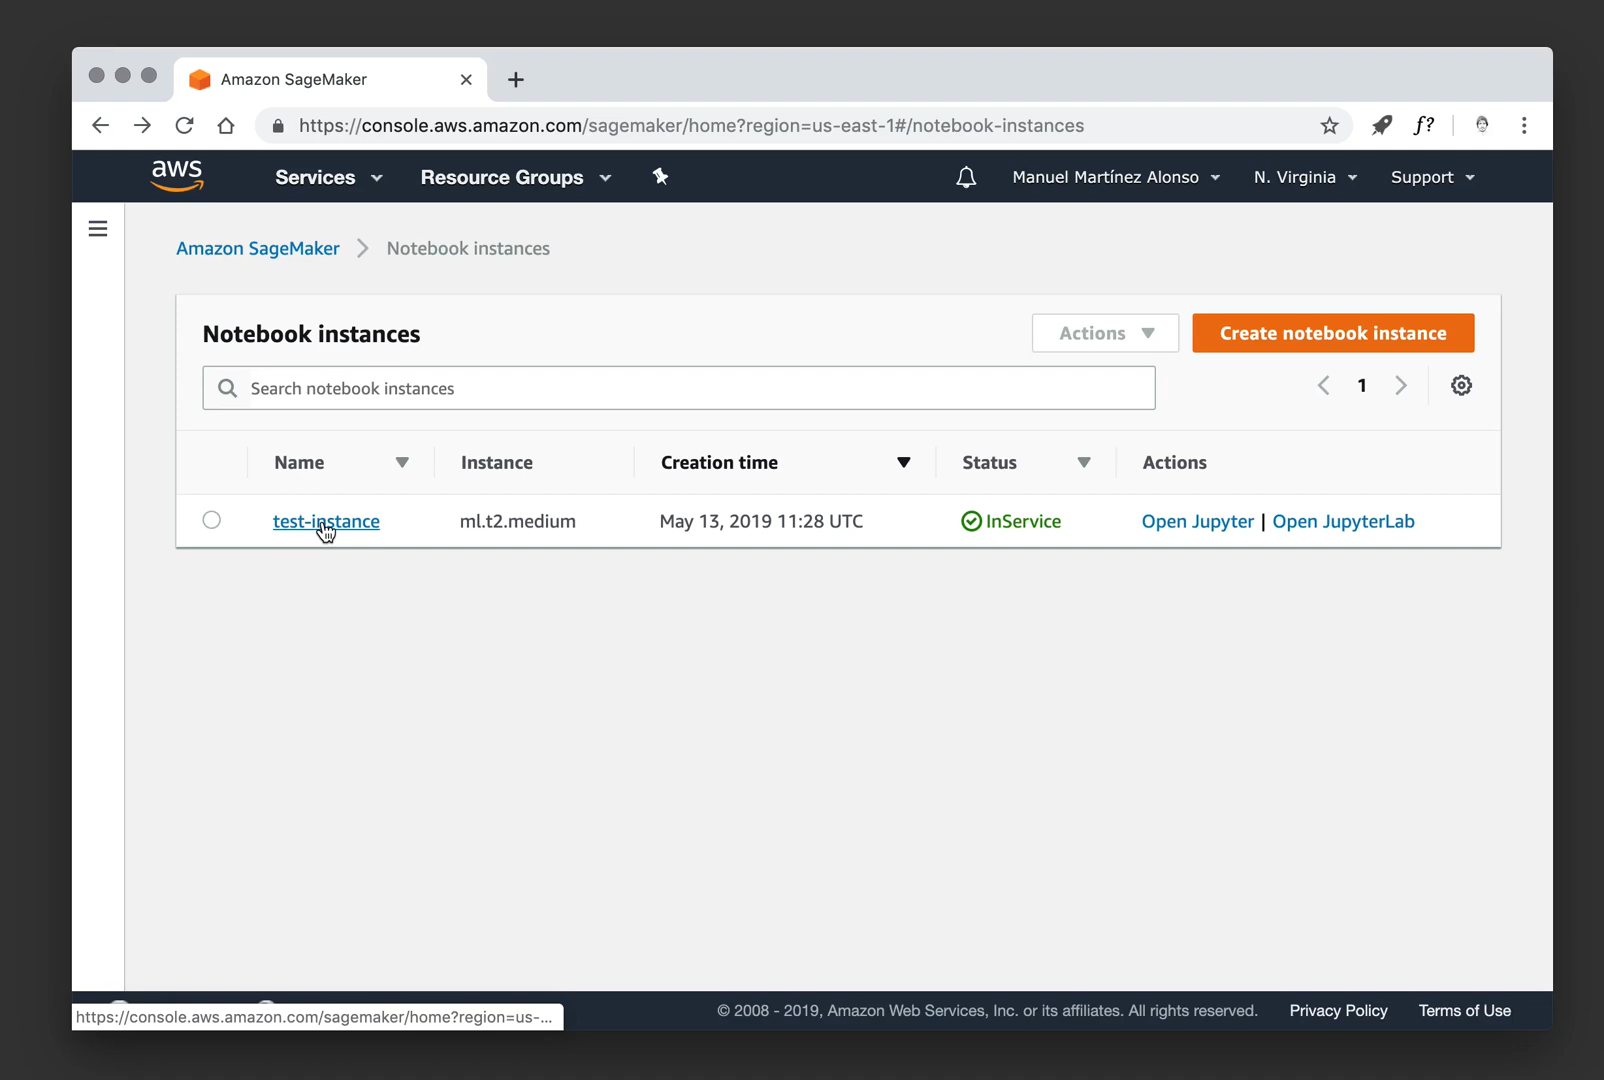 Amazon SageMaker
https://console.aws.amazon.com/sagemaker/home?region=us-east-1#/notebook-instances
f?
aws
Services
Resource Groups
Manuel Martínez Alonso
N. Virginia
Support
Amazon SageMaker
Notebook instances
Notebook instances
Actions
Create notebook instance
Search notebook instances
1
Name
Instance
Creation time
Status
Actions
test-instance
ml.t2.medium
May 13, 2019 11:28 UTC
InService
Open Jupyter | Open JupyterLab
https://console.aws.amazon.com/sagemaker/home?region=us-...
© 2008 - 2019, Amazon Web Services, Inc. or its affiliates. All rights reserved.
Privacy Policy
Terms of Use